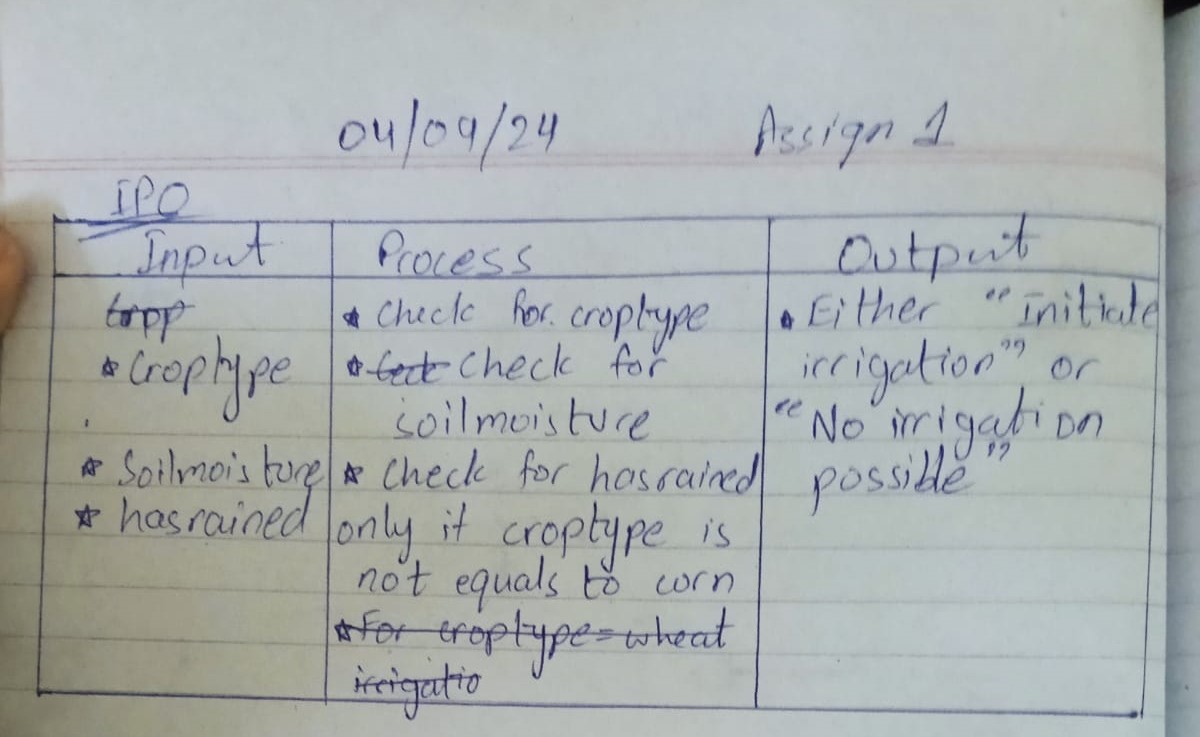 04/09/24 Assign 1
IPO
Input Process Output
* Croptype
* Soilmoisture
* hasrained
* Check for croptype
* Check for
soilmoisture
* Check for hasrained
only if croptype is
not equals to corn
* For croptype = wheat
irrigatio
* Either "Initiate
irrigation" or
"No irrigation
possible"